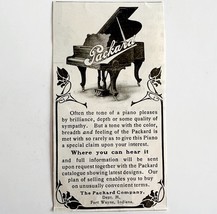 Packard
Often the tone of a piano pleases
by brilliance, depth or some quality of
sympathy. But a tone with the color,
breadth and feeling of the Packard is
met with so rarely as to give this Piano
a special claim upon your interest.
Where you can hear it
and full information will be sent
upon request together with the Packard
catalogue showing latest designs. Our
plan of selling enables you to buy
on unusually convenient terms.
The Packard Company,
Dept. M,
Fort Wayne, Indiana.